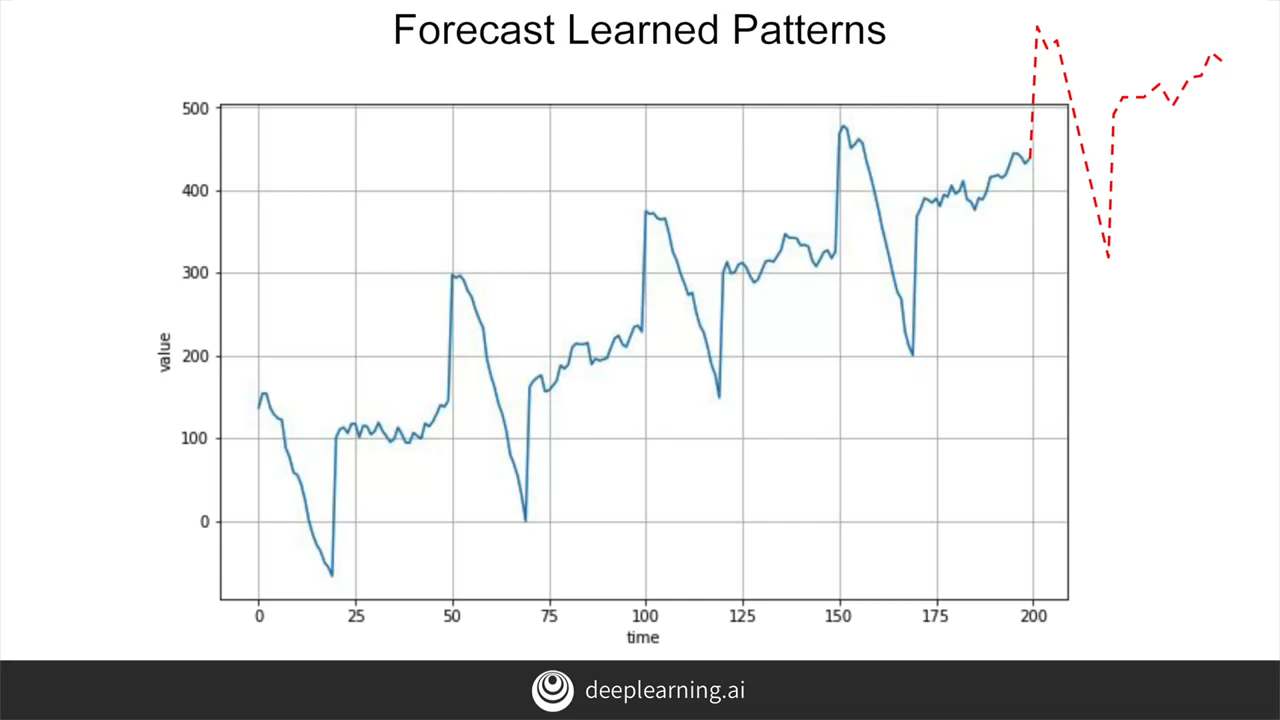 Forecast Learned Patterns
500
400
300
200
100
0
value
0 25 50 75 100 125 150 175 200
time
deeplearning.ai